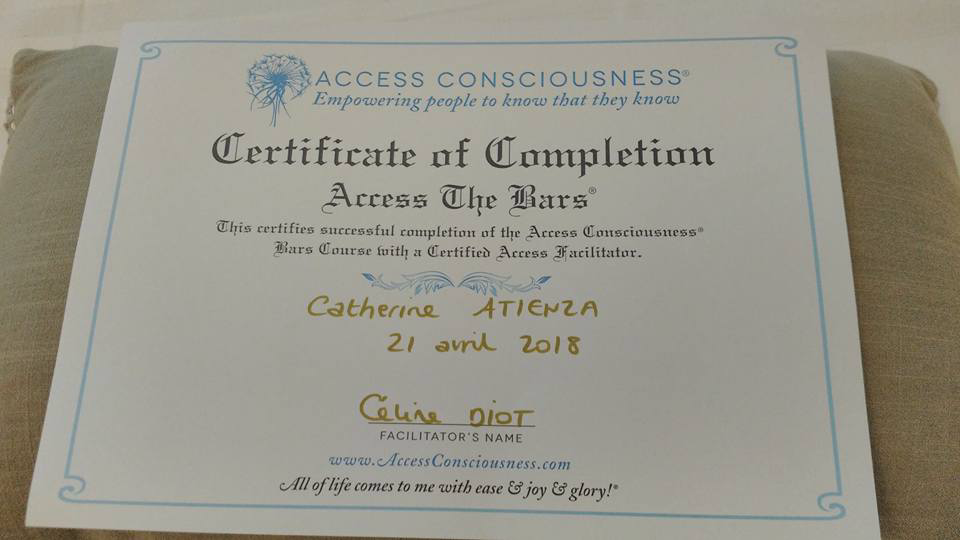 ACCESS CONSCIOUSNESS®
Empowering people to know that they know
Certificate of Completion
Access The Bars®
This certifies successful completion of the Access Consciousness®
Bars Course with a Certified Access Facilitator.
Catherine ATIENZA
21 avril 2018
Céline DIOT
FACILITATOR'S NAME
www.AccessConsciousness.com
All of life comes to me with ease & joy & glory!®